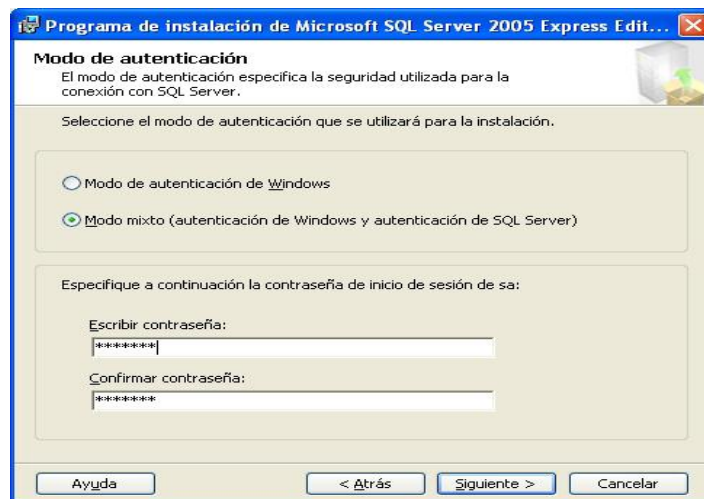 Programa de instalación de Microsoft SQL Server 2005 Express Edit...
Modo de autenticación
El modo de autenticación especifica la seguridad utilizada para la
conexión con SQL Server.
Seleccione el modo de autenticación que se utilizará para la instalación.
Modo de autenticación de Windows
Modo mixto (autenticación de Windows y autenticación de SQL Server)
Especifique a continuación la contraseña de inicio de sesión de sa:
Escribir contraseña:
*******
Confirmar contraseña:
*******
Ayuda
< Atrás
Siguiente >
Cancelar